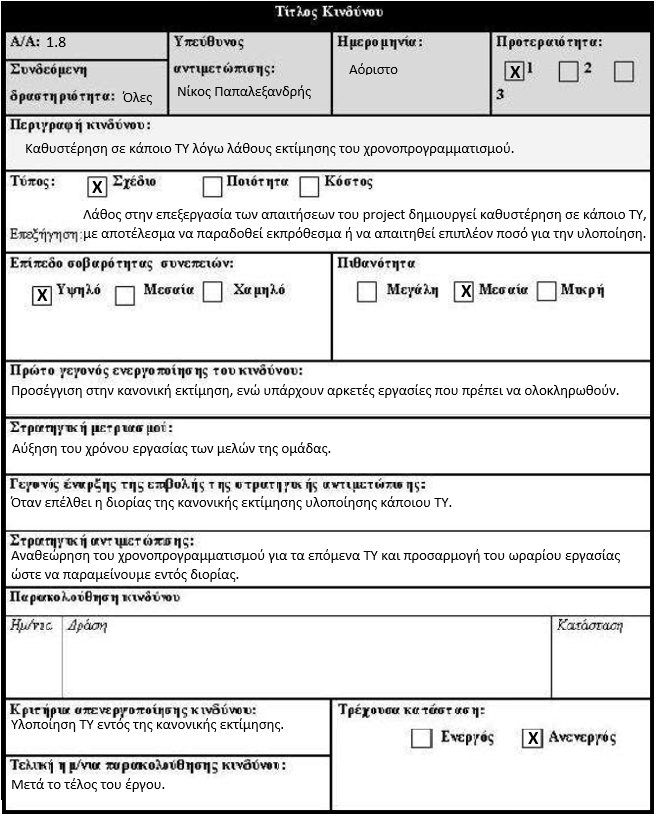 Τίτλος Κινδύνου
Α/Α: 1.8
Υπεύθυνος αντιμετώπισης:
Νίκος Παπαλεξανδρής
Ημερομηνία:
Αόριστο
Προτεραιότητα:
X 1 2
3
Συνδεόμενη
δραστηριότητα: Όλες
Περιγραφή κινδύνου:
Καθυστέρηση σε κάποιο ΤΥ λόγω λάθους εκτίμησης του χρονοπρογραμματισμού.
Τύπος: X Σχέδιο Ποιότητα Κόστος
Λάθος στην επεξεργασία των απαιτήσεων του project δημιουργεί καθυστέρηση σε κάποιο ΤΥ,
Επεξήγηση: με αποτέλεσμα να παραδοθεί εκπρόθεσμα ή να απαιτηθεί επιπλέον ποσό για την υλοποίηση.
Επίπεδο σοβαρότητας συνεπειών:
X Υψηλό Μεσαία Χαμηλό
Πιθανότητα
Μεγάλη X Μεσαία Μικρή
Πρώτο γεγονός ενεργοποίησης του κινδύνου:
Προσέγγιση στην κανονική εκτίμηση, ενώ υπάρχουν αρκετές εργασίες που πρέπει να ολοκληρωθούν.
Στρατηγική μετριασμού:
Αύξηση του χρόνου εργασίας των μελών της ομάδας.
Γεγονός έναρξης της επιβολής της στρατηγικής αντιμετώπισης:
Όταν επέλθει η διορία της κανονικής εκτίμησης υλοποίησης κάποιου ΤΥ.
Στρατηγική αντιμετώπισης:
Αναθεώρηση του χρονοπρογραμματισμού για τα επόμενα ΤΥ και προσαρμογή του ωραρίου εργασίας
ώστε να παραμείνουμε εντός διορίας.
Παρακολούθηση κινδύνου
Ημ/νια Δράση Κατάσταση
Κριτήρια απενεργοποίησης κινδύνου:
Υλοποίηση ΤΥ εντός της κανονικής εκτίμησης.
Τρέχουσα κατάσταση:
Ενεργός X Ανενεργός
Τελική ημ/νια παρακολούθησης κινδύνου:
Μετά το τέλος του έργου.